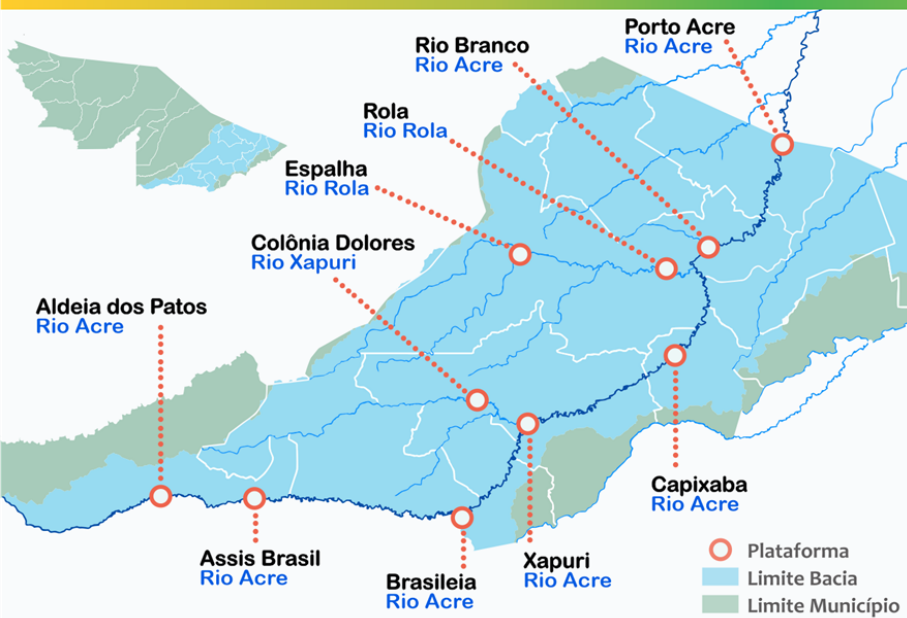 Porto Acre
Rio Acre
Rio Branco
Rio Acre
Rola
Rio Rola
Espalha
Rio Rola
Colônia Dolores
Rio Xapuri
Aldeia dos Patos
Rio Acre
Capixaba
Rio Acre
Assis Brasil
Rio Acre
Brasileia
Rio Acre
Xapuri
Rio Acre
Plataforma
Limite Bacia
Limite Município